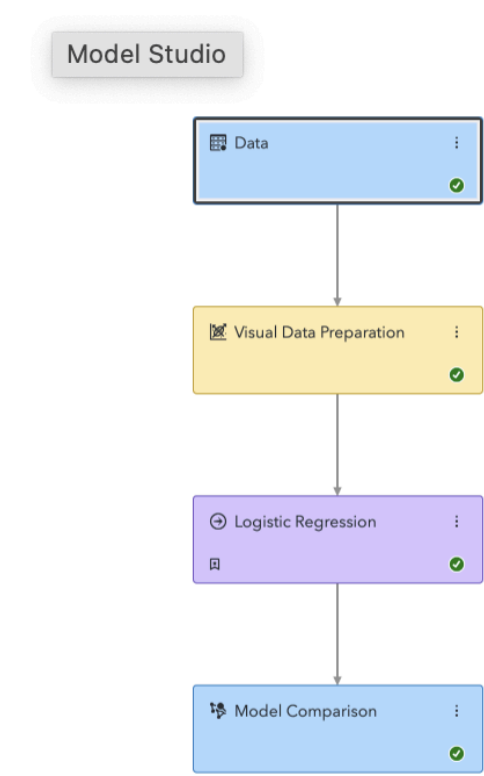 Model Studio
Data
Visual Data Preparation
Logistic Regression
Model Comparison